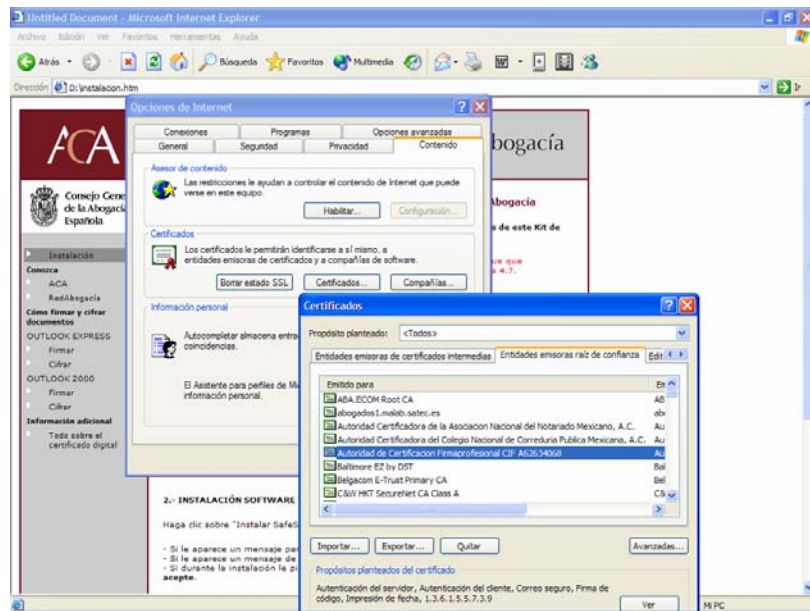 Untitled Document - Microsoft Internet Explorer
Archivo Edición Ver Favoritos Herramientas Ayuda
Atrás Búsqueda Favoritos Multimedia
Dirección D:\instalacion.htm Ir
ACA
Consejo Gene
de la Abogacía
Española
Instalación
Conozca
ACA
RedAbogacía
Cómo firmar y cifrar
documentos
OUTLOOK EXPRESS
Firmar
Cifrar
OUTLOOK 2000
Firmar
Cifrar
Información adicional
Todo sobre el
certificado digital
bogacía
Abogacía
s de este Kit de
ue que
a 4.7.
2.- INSTALACIÓN SOFTWARE
Haga clic sobre "Instalar SafeS
- Si le aparece un mensaje par
- Si le aparece un mensaje de
- Si durante la instalación le pi
acepte.
Opciones de Internet
Conexiones Programas Opciones avanzadas
General Seguridad Privacidad Contenido
Asesor de contenido
Las restricciones le ayudan a controlar el contenido de Internet que puede
verse en este equipo.
Habilitar... Configuración...
Certificados
Los certificados le permitirán identificarse a sí mismo, a
entidades emisoras de certificados y a compañías de software.
Borrar estado SSL Certificados... Compañías...
Información personal
Autocompletar almacena entra
coincidencias.
El Asistente para perfiles de Mi
información personal.
Certificados
Propósito planteado: <Todos>
Entidades emisoras de certificados intermedias Entidades emisoras raíz de confianza Edit
Emitido para Em
ABA.ECOM Root CA AB
abogados1.malab.satec.es abo
Autoridad Certificadora de la Asociacion Nacional del Notariado Mexicano, A.C. Au
Autoridad Certificadora del Colegio Nacional de Correduria Publica Mexicana, A.C. Au
Autoridad de Certificacion Firmaprofesional CIF A62634068 Au
Baltimore EZ by DST Bal
Belgacom E-Trust Primary CA Bel
C&W HKT SecureNet CA Class A C&
Importar... Exportar... Quitar Avanzadas...
Propósitos planteados del certificado
Autenticación del servidor, Autenticación del cliente, Correo seguro, Firma de
código, Impresión de fecha, 1.3.6.1.5.5.7.3.9
Ver
Mi PC